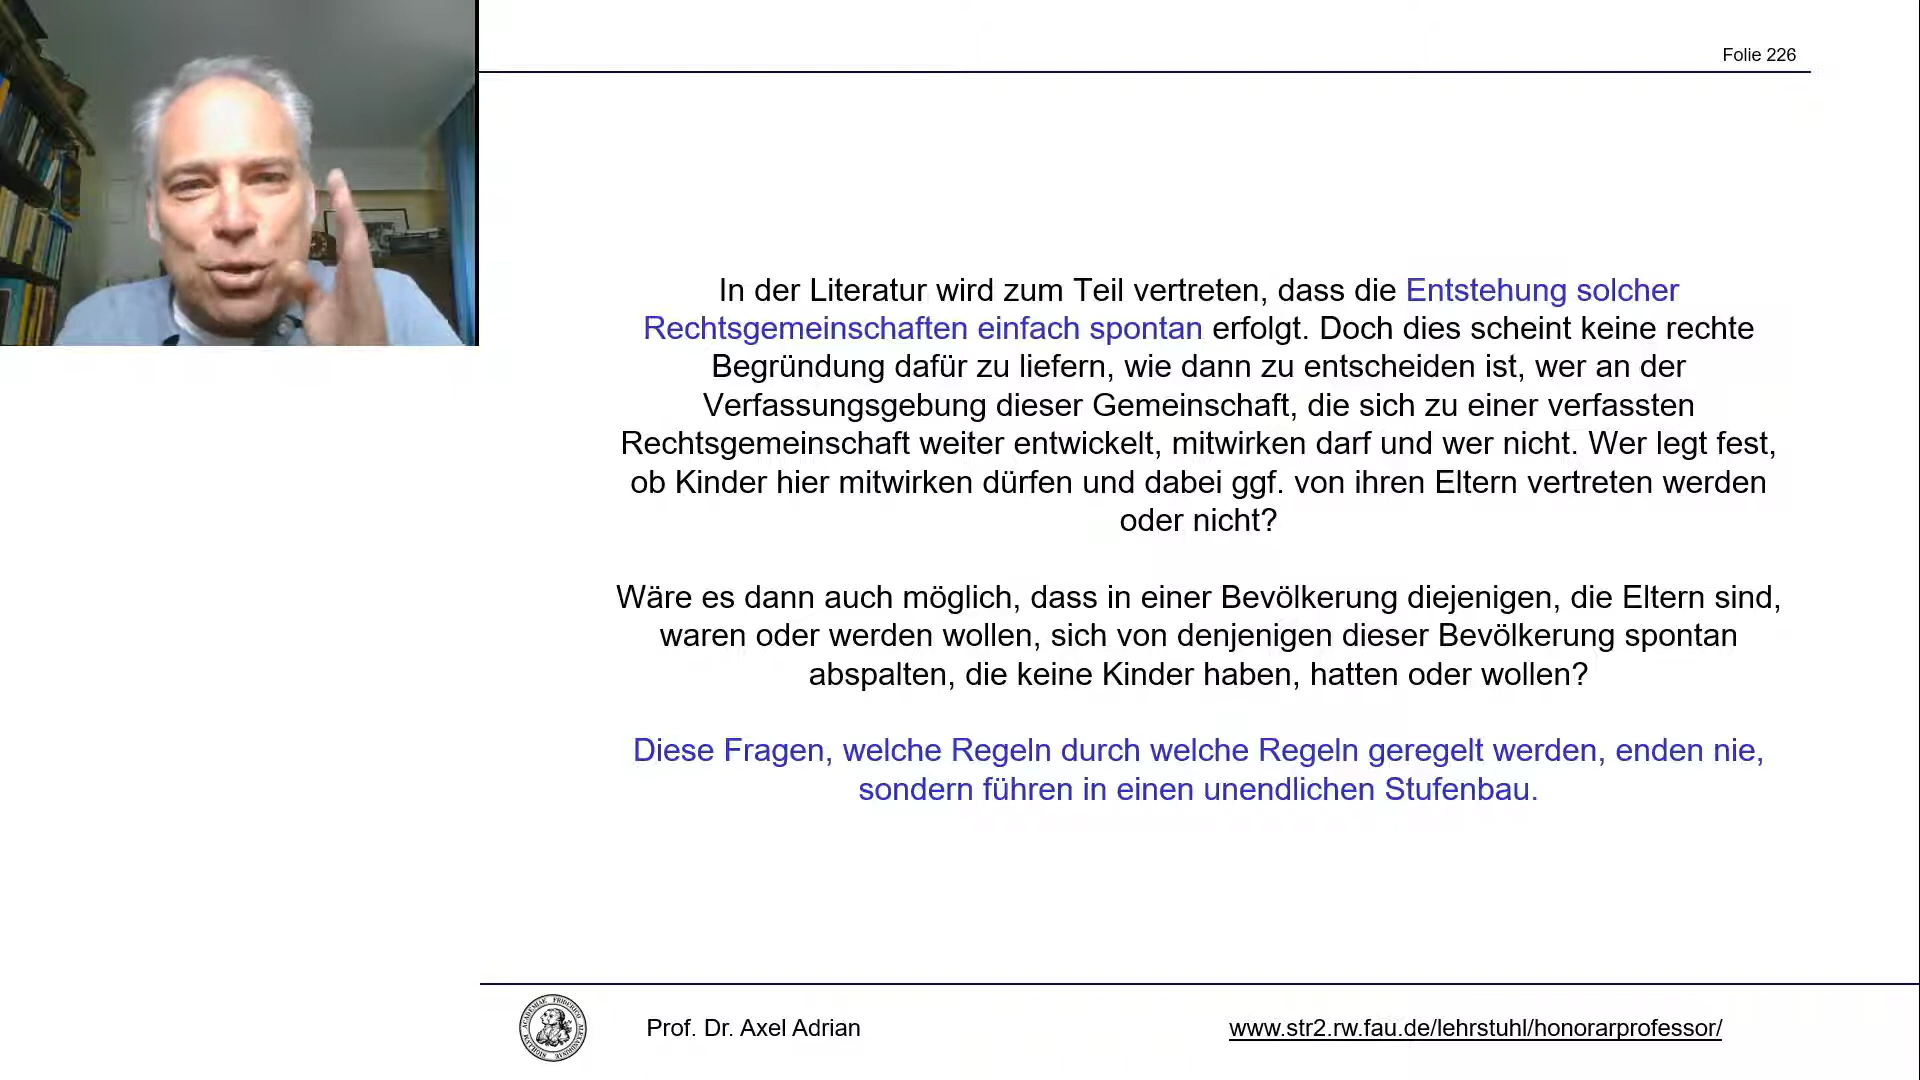 Folie 226
In der Literatur wird zum Teil vertreten, dass die Entstehung solcher
Rechtsgemeinschaften einfach spontan erfolgt. Doch dies scheint keine rechte
Begründung dafür zu liefern, wie dann zu entscheiden ist, wer an der
Verfassungsgebung dieser Gemeinschaft, die sich zu einer verfassten
Rechtsgemeinschaft weiter entwickelt, mitwirken darf und wer nicht. Wer legt fest,
ob Kinder hier mitwirken dürfen und dabei ggf. von ihren Eltern vertreten werden
oder nicht?
Wäre es dann auch möglich, dass in einer Bevölkerung diejenigen, die Eltern sind,
waren oder werden wollen, sich von denjenigen dieser Bevölkerung spontan
abspalten, die keine Kinder haben, hatten oder wollen?
Diese Fragen, welche Regeln durch welche Regeln geregelt werden, enden nie,
sondern führen in einen unendlichen Stufenbau.
Prof. Dr. Axel Adrian
www.str2.rw.fau.de/lehrstuhl/honorarprofessor/